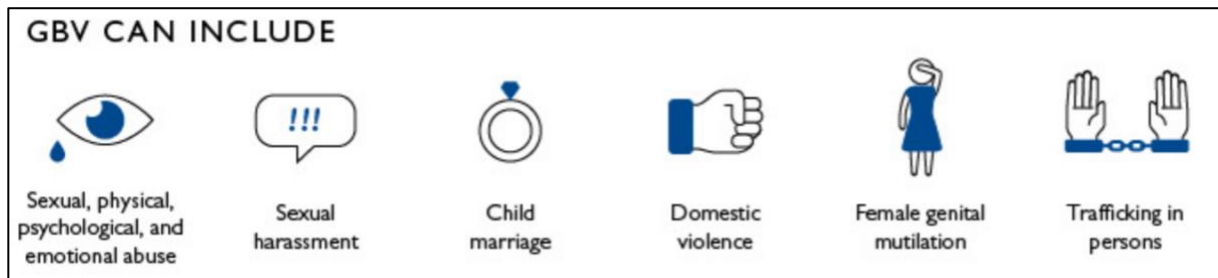 GBV CAN INCLUDE
!!!
Sexual, physical,
psychological, and
emotional abuse
Sexual
harassment
Child
marriage
Domestic
violence
Female genital
mutilation
Trafficking in
persons